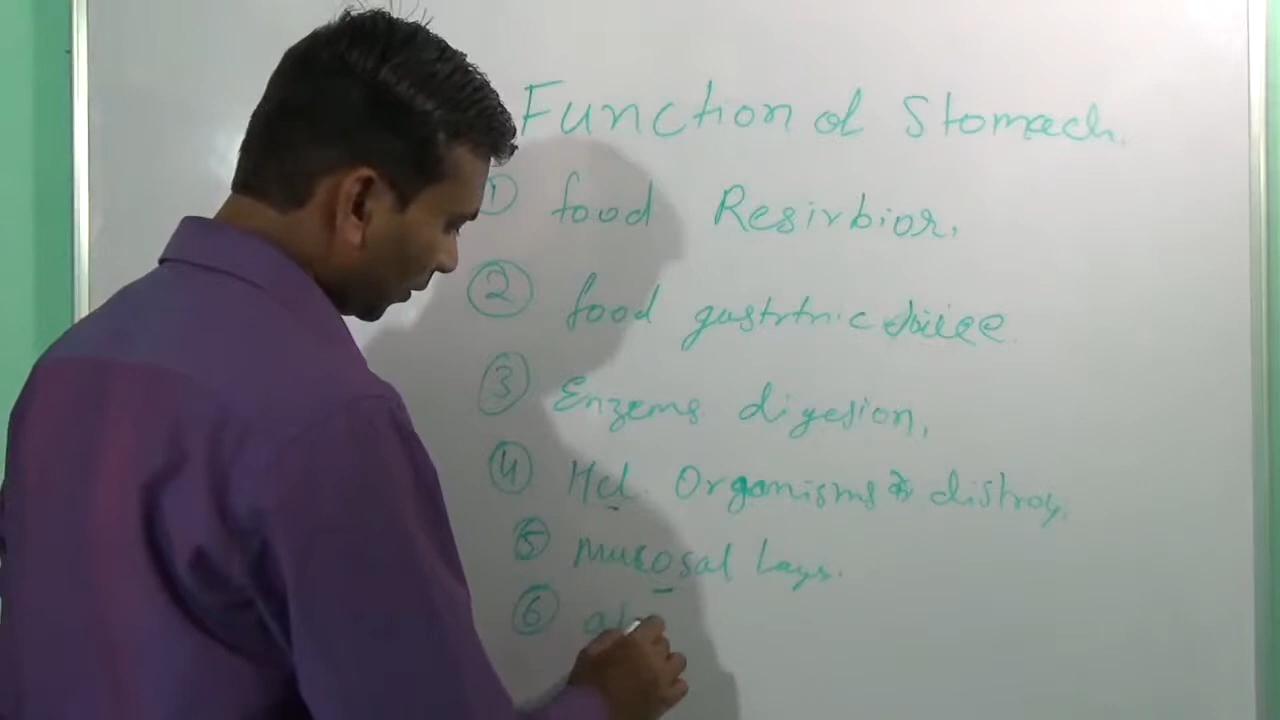 Function of Stomach.
① food Resirbior.
② food gastrtric Juice
③ Enzems digesion,
④ Hcl. Organisms distroy.
⑤ mucosal Lays.
⑥